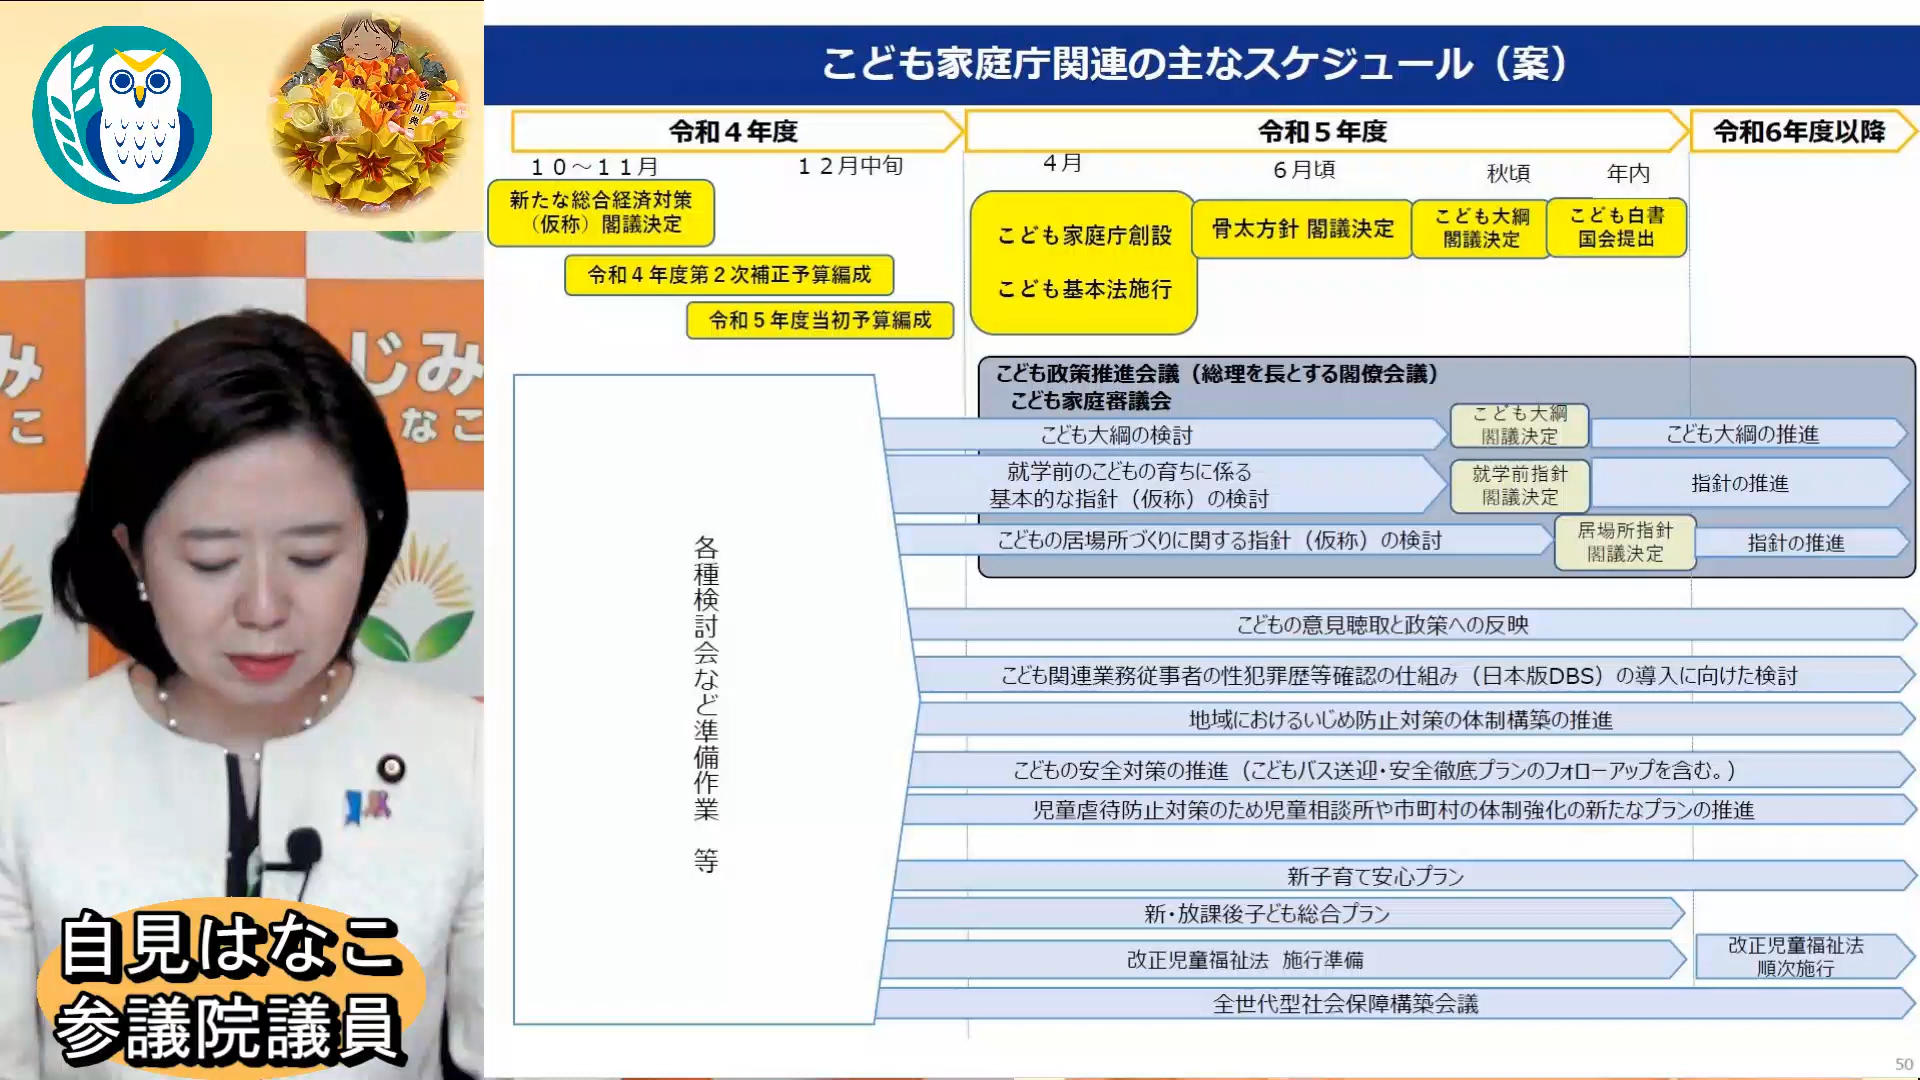 こども家庭庁関連の主なスケジュール（案）
令和４年度
令和５年度
令和6年度以降
１０～１１月
１２月中旬
４月
６月頃
秋頃
年内
新たな総合経済対策
（仮称）閣議決定
令和４年度第２次補正予算編成
令和５年度当初予算編成
こども家庭庁創設
こども基本法施行
骨太方針 閣議決定
こども大綱
閣議決定
こども白書
国会提出
こども政策推進会議（総理を長とする閣僚会議）
こども家庭審議会
こども大綱の検討
こども大綱
閣議決定
こども大綱の推進
就学前のこどもの育ちに係る
基本的な指針（仮称）の検討
就学前指針
閣議決定
指針の推進
こどもの居場所づくりに関する指針（仮称）の検討
居場所指針
閣議決定
指針の推進
各種検討会など準備作業　等
こどもの意見聴取と政策への反映
こども関連業務従事者の性犯罪歴等確認の仕組み（日本版DBS）の導入に向けた検討
地域におけるいじめ防止対策の体制構築の推進
こどもの安全対策の推進（こどもバス送迎・安全徹底プランのフォローアップを含む。）
児童虐待防止対策のため児童相談所や市町村の体制強化の新たなプランの推進
新子育て安心プラン
新・放課後子ども総合プラン
改正児童福祉法 施行準備
改正児童福祉法
順次施行
全世代型社会保障構築会議
50
み
こ
じみ
なこ
自見はなこ
参議院議員